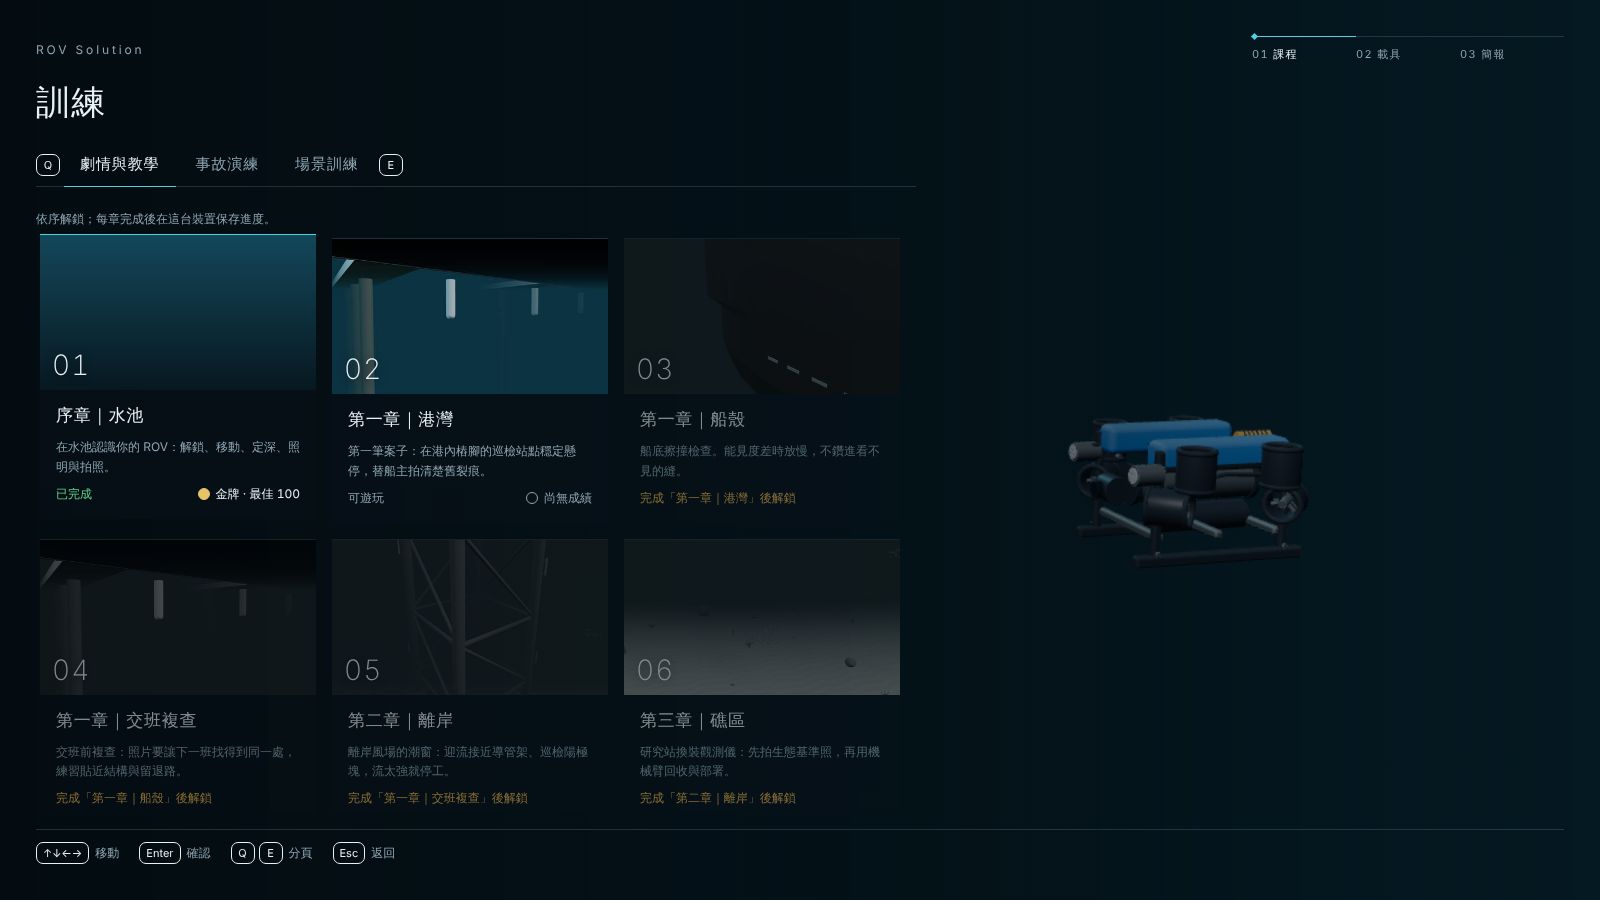 ROV Solution
01 課程
02 載具
03 簡報
訓練
Q 劇情與教學 事故演練 場景訓練 E
依序解鎖；每章完成後在這台裝置保存進度。
01
序章｜水池
在水池認識你的 ROV：解鎖、移動、定深、照
明與拍照。
已完成
金牌 · 最佳 100
02
第一章｜港灣
第一筆案子：在港內樁腳的巡檢站點穩定懸
停，替船主拍清楚舊裂痕。
可遊玩
尚無成績
03
第一章｜船殼
船底擦撞檢查。能見度差時放慢，不鑽進看不
見的縫。
完成「第一章｜港灣」後解鎖
04
第一章｜交班複查
交班前複查：照片要讓下一班找得到同一處，
練習貼近結構與留退路。
完成「第一章｜船殼」後解鎖
05
第二章｜離岸
離岸風場的潮窗：迎流接近導管架、巡檢陽極
塊，流太強就停工。
完成「第一章｜交班複查」後解鎖
06
第三章｜礁區
研究站換裝觀測儀：先拍生態基準照，再用機
械臂回收與部署。
完成「第二章｜離岸」後解鎖
↑↓←→ 移動 Enter 確認 Q E 分頁 Esc 返回